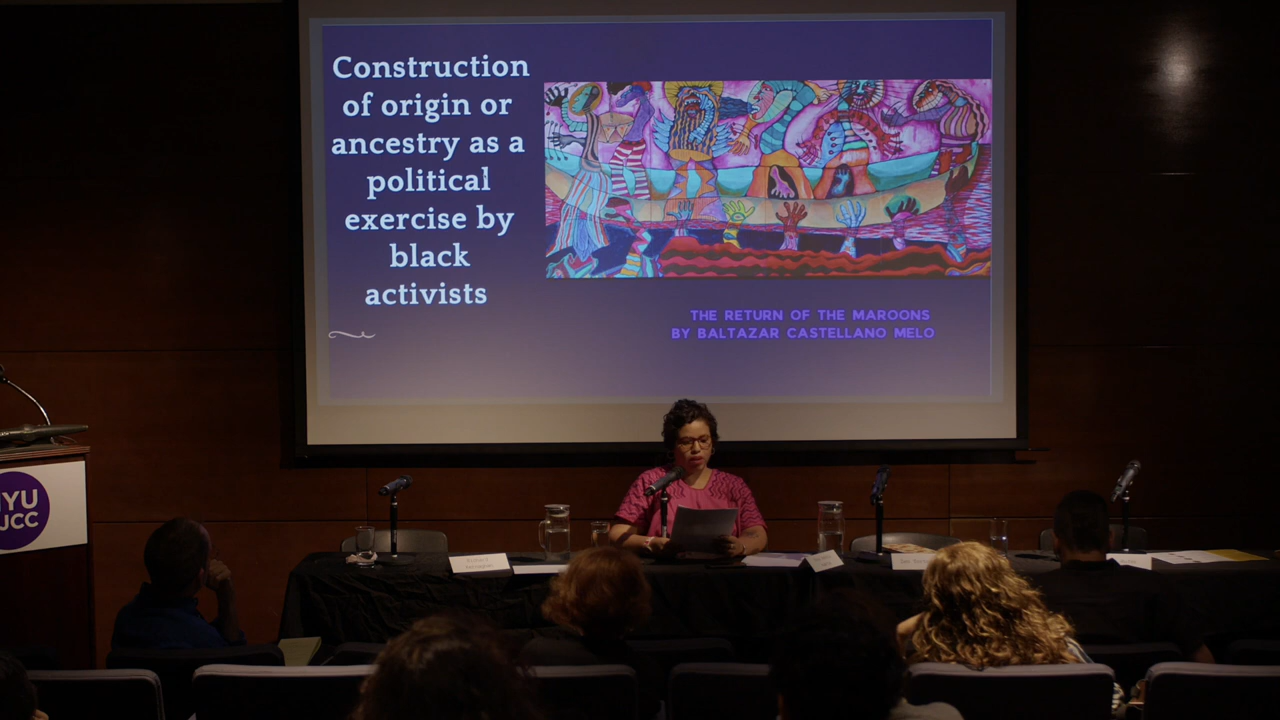 Construction
of origin or
ancestry as a
political
exercise by
black
activists
THE RETURN OF THE MAROONS
BY BALTAZAR CASTELLANO MELO
NYU